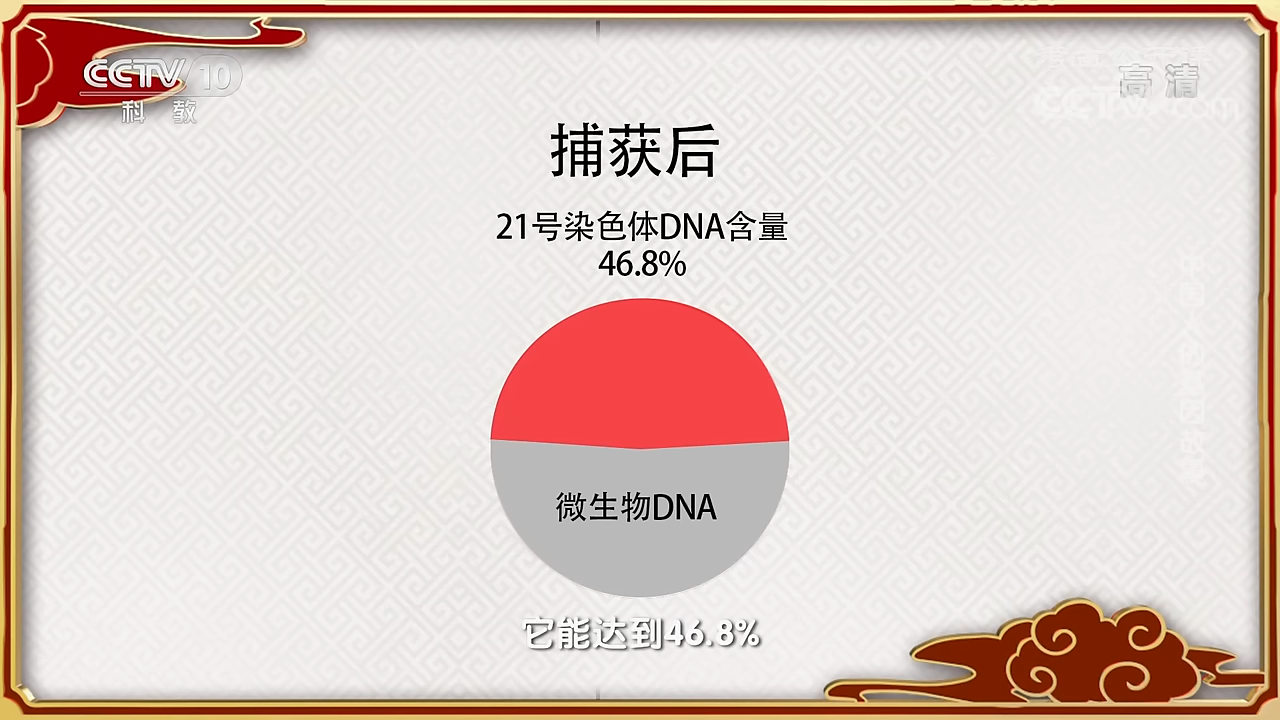 CCTV 10
科教
高清
捕获后
21号染色体DNA含量
46.8%
微生物DNA
它能达到46.8%